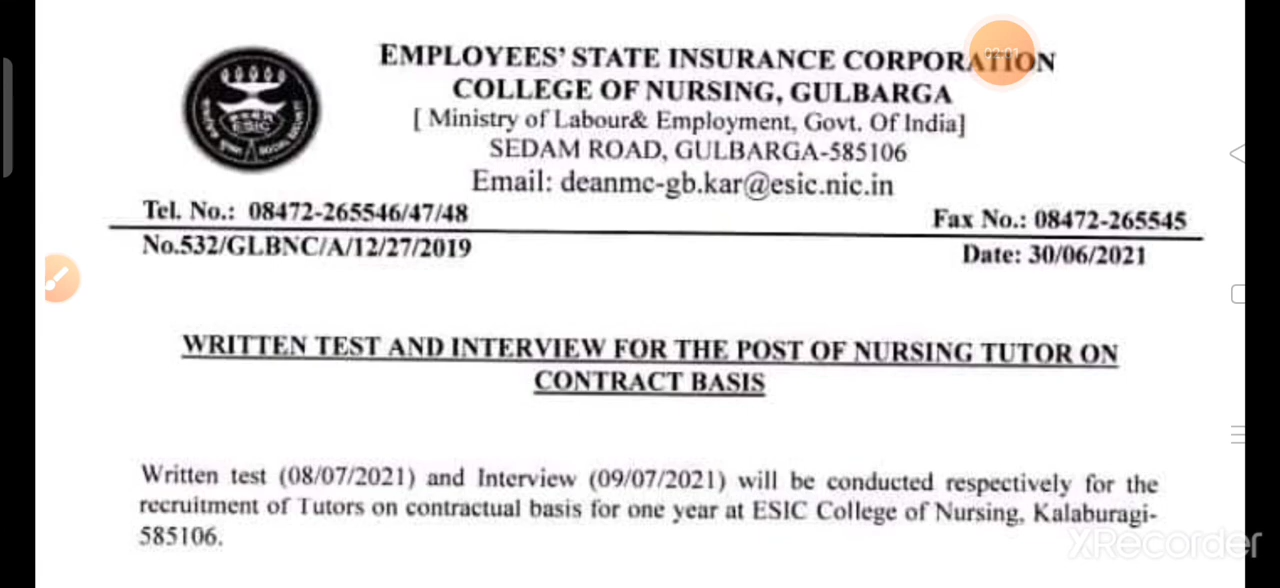 EMPLOYEES' STATE INSURANCE CORPORATION
COLLEGE OF NURSING, GULBARGA
[ Ministry of Labour& Employment, Govt. Of India]
SEDAM ROAD, GULBARGA-585106
Email: deanmc-gb.kar@esic.nic.in
Tel. No.: 08472-265546/47/48
Fax No.: 08472-265545
No.532/GLBNC/A/12/27/2019
Date: 30/06/2021
WRITTEN TEST AND INTERVIEW FOR THE POST OF NURSING TUTOR ON
CONTRACT BASIS
Written test (08/07/2021) and Interview (09/07/2021) will be conducted respectively for the
recruitment of Tutors on contractual basis for one year at ESIC College of Nursing, Kalaburagi-
585106.
ESIC
XRecorder